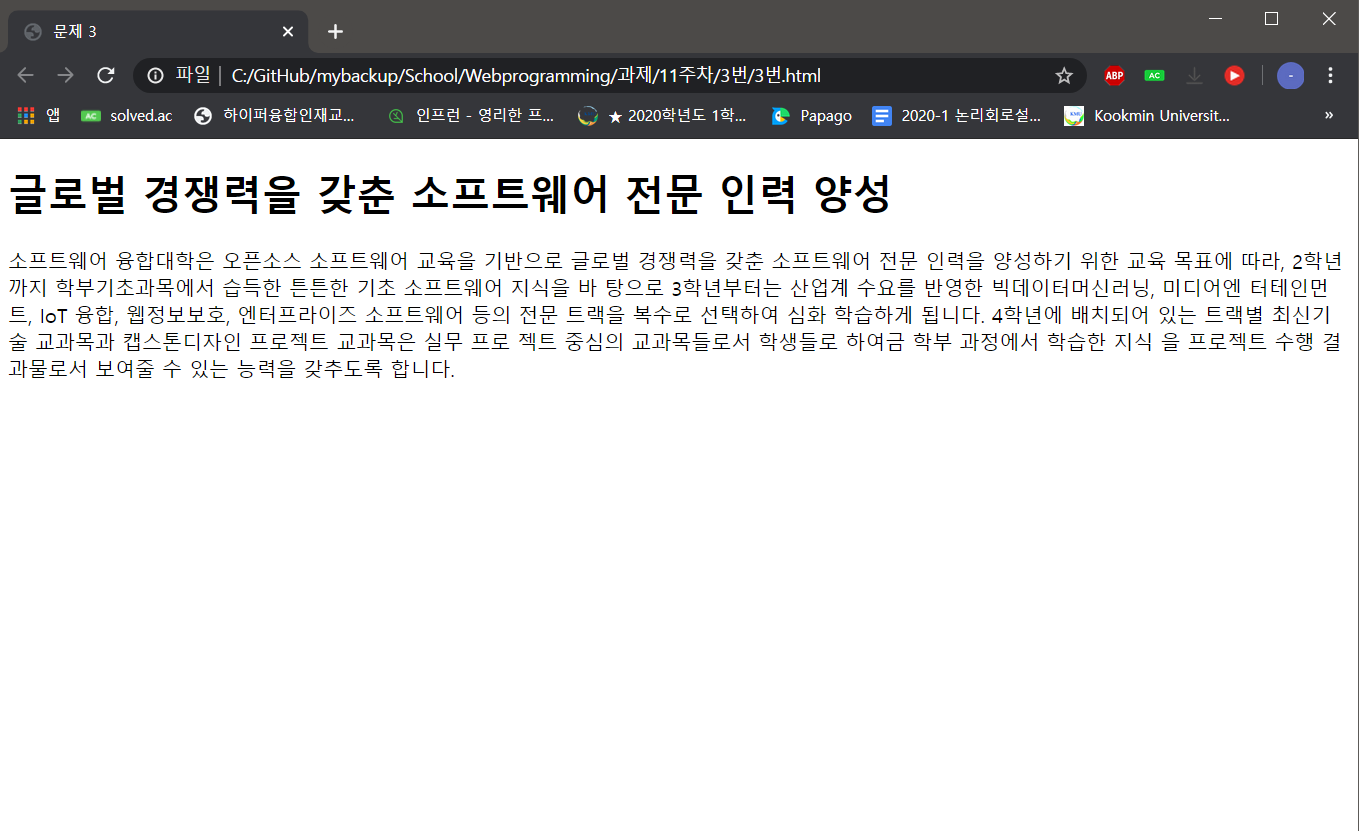 문제 3
파일 | C:/GitHub/mybackup/School/Webprogramming/과제/11주차/3번/3번.html
ABP
AC
-
앱
AC solved.ac
하이퍼융합인재교...
인프런 - 영리한 프...
★ 2020학년도 1학...
Papago
2020-1 논리회로설...
Kookmin Universit...
»
글로벌 경쟁력을 갖춘 소프트웨어 전문 인력 양성
소프트웨어 융합대학은 오픈소스 소프트웨어 교육을 기반으로 글로벌 경쟁력을 갖춘 소프트웨어 전문 인력을 양성하기 위한 교육 목표에 따라, 2학년
까지 학부기초과목에서 습득한 튼튼한 기초 소프트웨어 지식을 바 탕으로 3학년부터는 산업계 수요를 반영한 빅데이터머신러닝, 미디어엔 터테인먼
트, IoT 융합, 웹정보보호, 엔터프라이즈 소프트웨어 등의 전문 트랙을 복수로 선택하여 심화 학습하게 됩니다. 4학년에 배치되어 있는 트랙별 최신기
술 교과목과 캡스톤디자인 프로젝트 교과목은 실무 프로 젝트 중심의 교과목들로서 학생들로 하여금 학부 과정에서 학습한 지식 을 프로젝트 수행 결
과물로서 보여줄 수 있는 능력을 갖추도록 합니다.